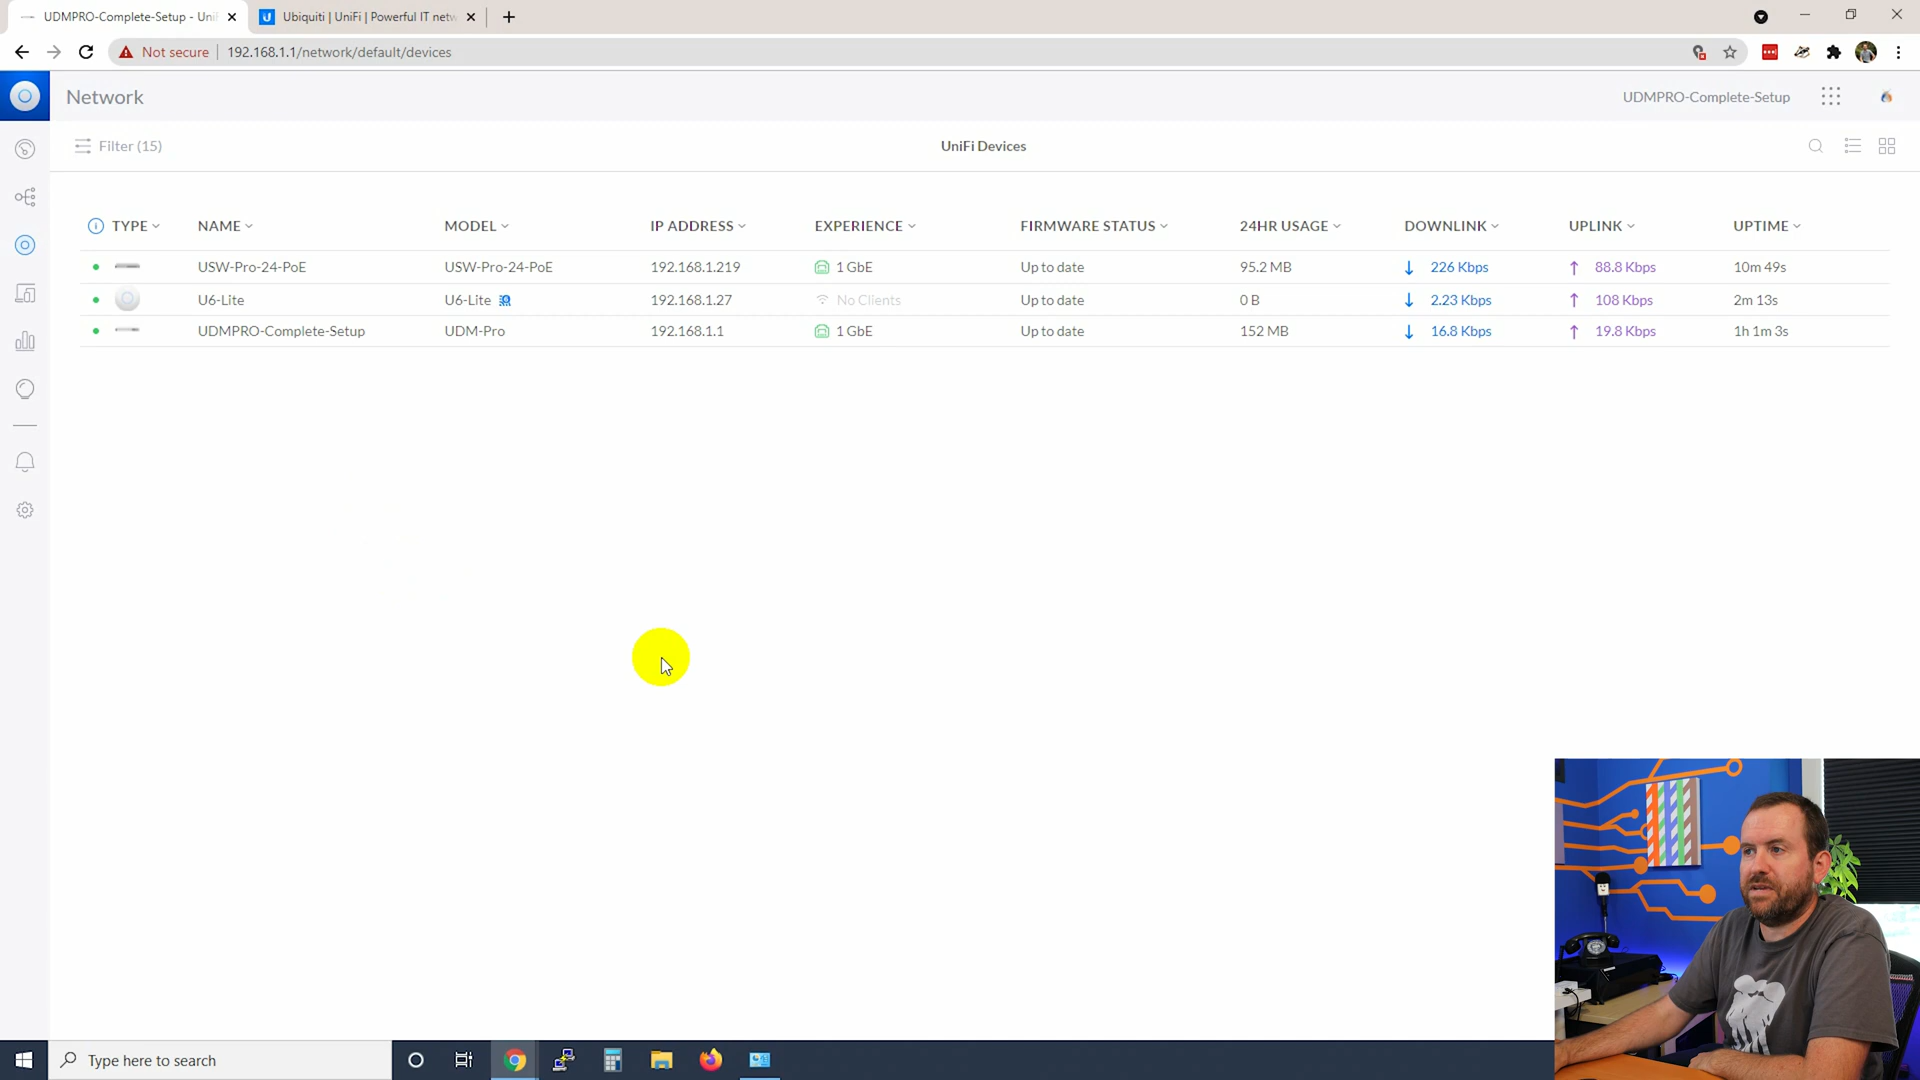 UDMPRO-Complete-Setup - Uni
Ubiquiti | UniFi | Powerful IT netw
Not secure
192.168.1.1/network/default/devices
Network
UDMPRO-Complete-Setup
Filter (15)
UniFi Devices
TYPE NAME MODEL IP ADDRESS EXPERIENCE FIRMWARE STATUS 24HR USAGE DOWNLINK UPLINK UPTIME
USW-Pro-24-PoE USW-Pro-24-PoE 192.168.1.219 1 GbE Up to date 95.2 MB 226 Kbps 88.8 Kbps 10m 49s
U6-Lite U6-Lite 192.168.1.27 No Clients Up to date 0 B 2.23 Kbps 108 Kbps 2m 13s
UDMPRO-Complete-Setup UDM-Pro 192.168.1.1 1 GbE Up to date 152 MB 16.8 Kbps 19.8 Kbps 1h 1m 3s
Type here to search